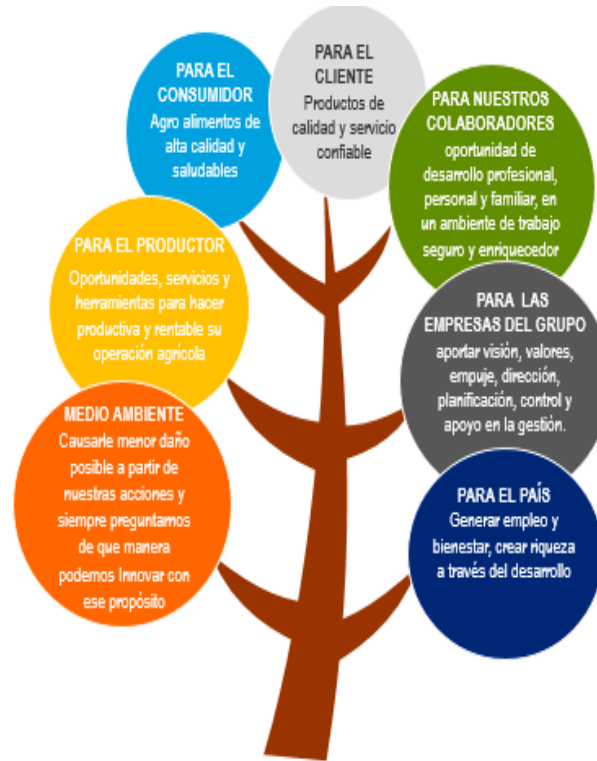 PARA EL
CLIENTE
Productos de
calidad y servicio
confiable
PARA EL
CONSUMIDOR
Agro alimentos de
alta calidad y
saludables
PARA NUESTROS
COLABORADORES
oportunidad de
desarrollo profesional,
personal y familiar, en
un ambiente de trabajo
seguro y enriquecedor
PARA EL PRODUCTOR
Oportunidades, servicios y
herramientas para hacer
productiva y rentable su
operación agrícola
PARA LAS
EMPRESAS DEL GRUPO
aportar visión, valores,
empuje, dirección,
planificación, control y
apoyo en la gestión.
MEDIO AMBIENTE
Causarle menor daño
posible a partir de
nuestras acciones y
siempre preguntarnos
de que manera
podemos Innovar con
ese propósito
PARA EL PAÍS
Generar empleo y
bienestar, crear riqueza
a través del desarrollo